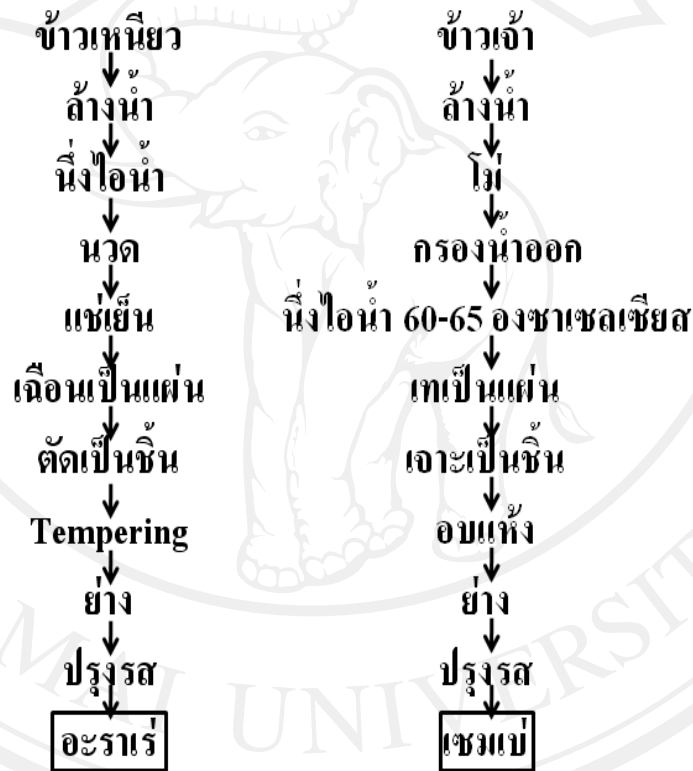 ข้าวเหนียว
ล้างน้ำ
นึ่งไอน้ำ
นวด
แช่เย็น
เฉือนเป็นแผ่น
ตัดเป็นชิ้น
Tempering
ย่าง
ปรุงรส
อะราเร่
ข้าวเจ้า
ล้างน้ำ
โม่
กรองน้ำออก
นึ่งไอน้ำ 60-65 องซาเซลเซียส
เทเป็นแผ่น
เจาะเป็นชิ้น
อบแห้ง
ย่าง
ปรุงรส
เซมเบ่
MAI UNIVERSIT